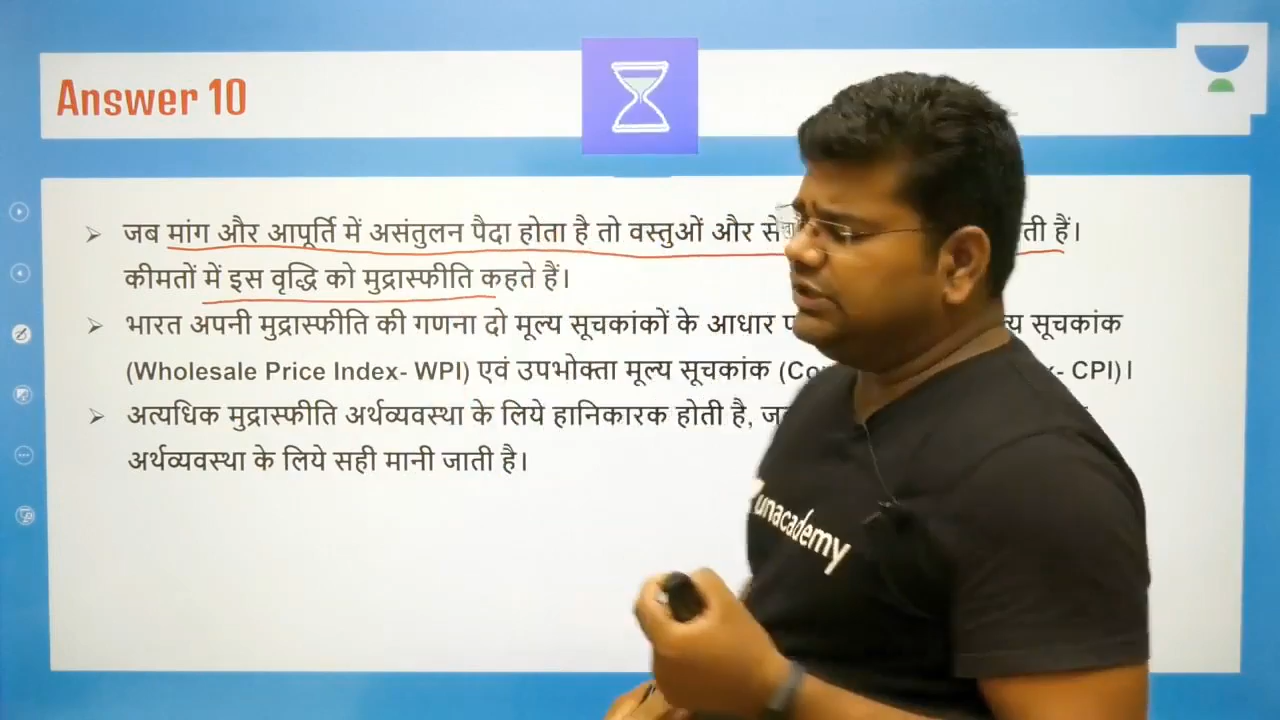 Answer 10
जब मांग और आपूर्ति में असंतुलन पैदा होता है तो वस्तुओं और हैं।
कीमतों में इस वृद्धि को मुद्रास्फीति कहते हैं।
भारत अपनी मुद्रास्फीति की गणना दो मूल्य सूचकांकों के आधार सूचकांक
(Wholesale Price Index- WPI) एवं उपभोक्ता मूल्य सूचकांक - CPI)।
अत्यधिक मुद्रास्फीति अर्थव्यवस्था के लिये हानिकारक होती है,
अर्थव्यवस्था के लिये सही मानी जाती है।
unacademy